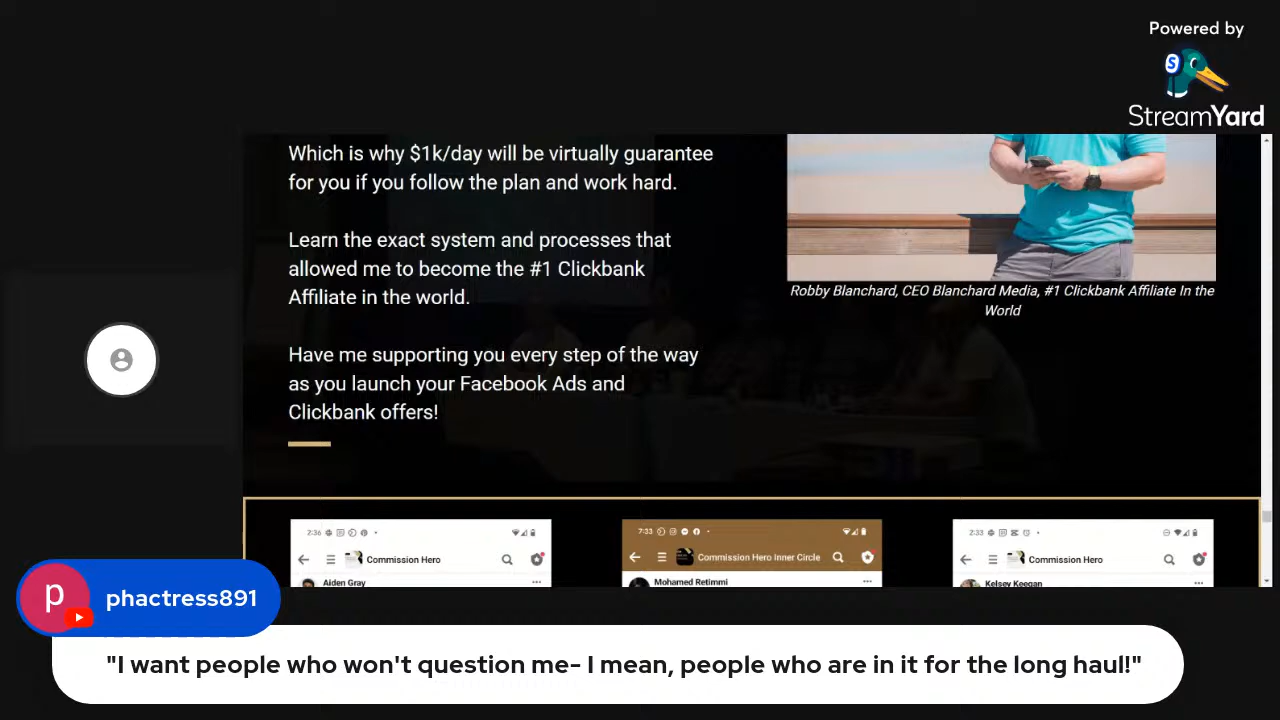 Powered by
StreamYard
Which is why $1k/day will be virtually guarantee
for you if you follow the plan and work hard.
Learn the exact system and processes that
allowed me to become the #1 Clickbank
Affiliate in the world.
Have me supporting you every step of the way
as you launch your Facebook Ads and
Clickbank offers!
Robby Blanchard, CEO Blanchard Media, #1 Clickbank Affiliate In the
World
2:36
Commission Hero
Aiden Gray
7:33
Commission Hero Inner Circle
Mohamed Retimmi
2:33
Commission Hero
Kelsey Keegan
p
phactress891
"I want people who won't question me- I mean, people who are in it for the long haul!"